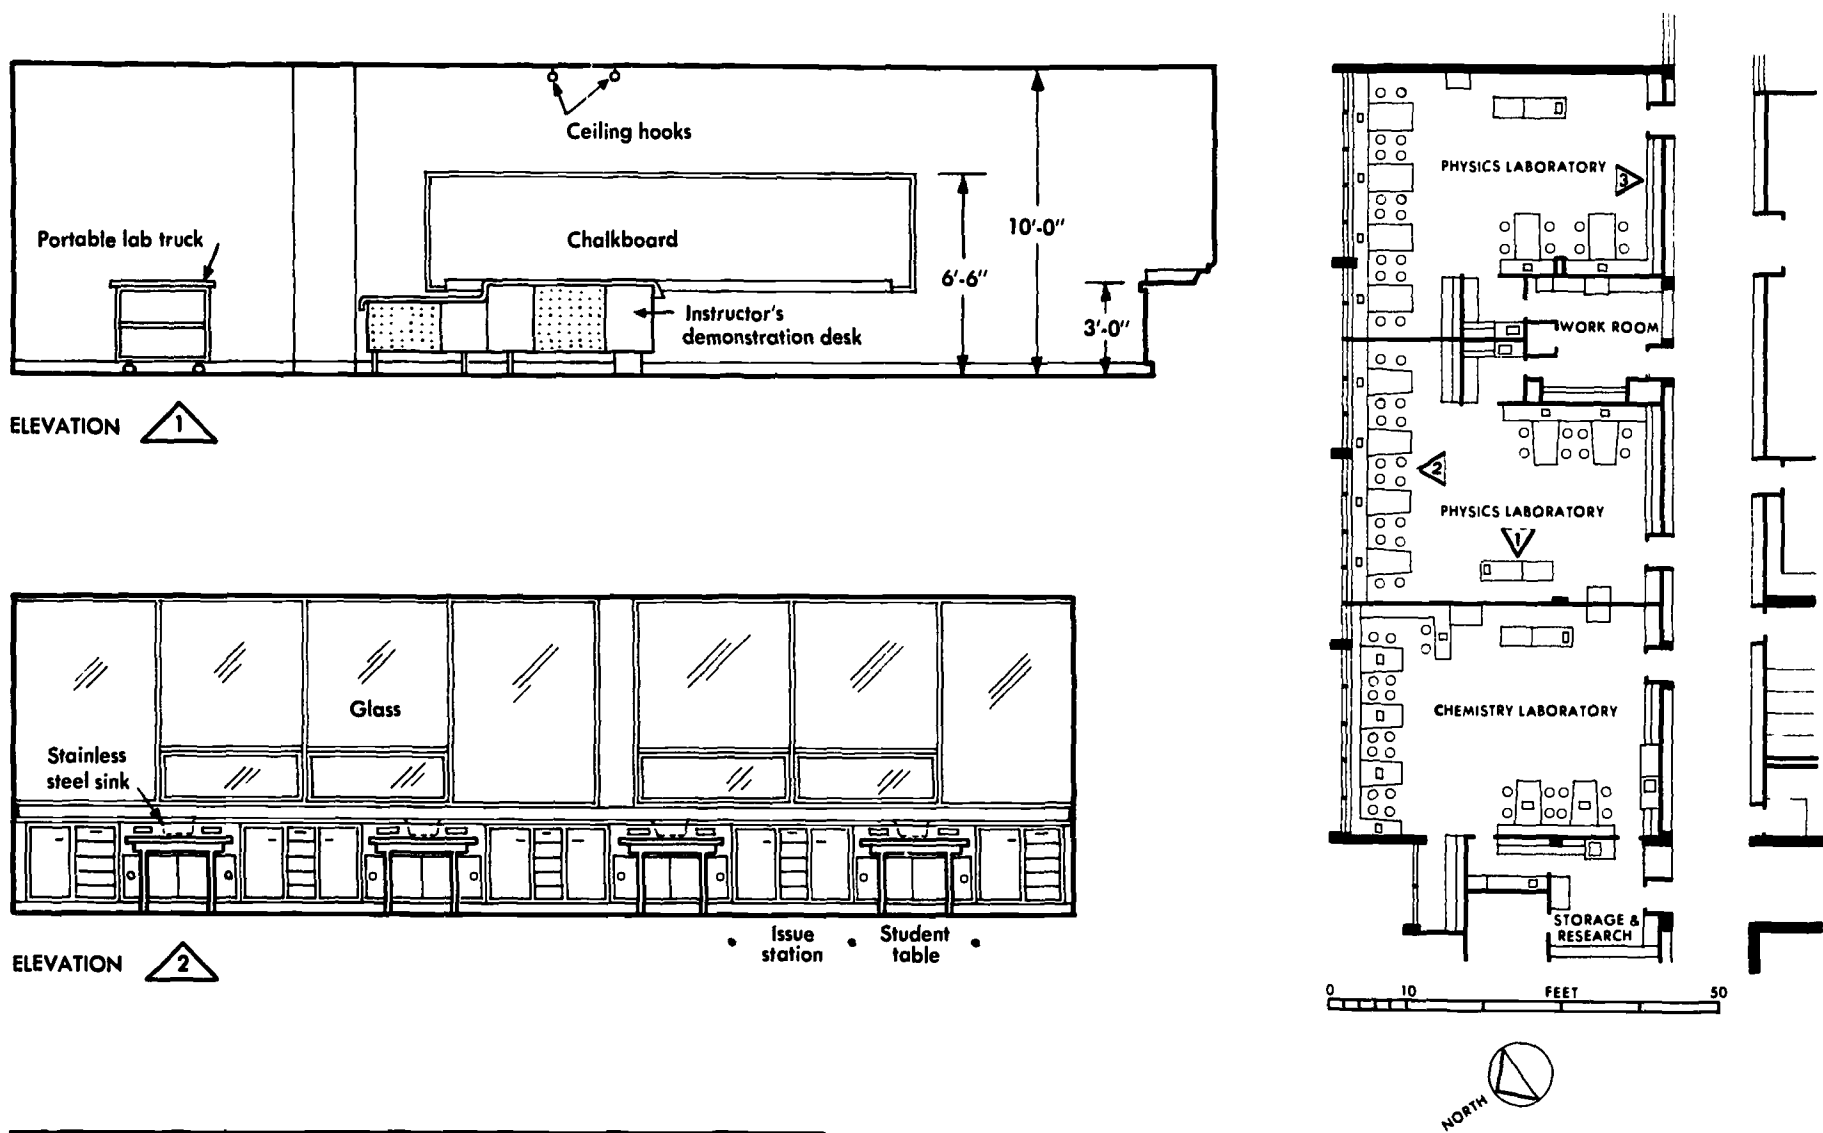 Ceiling hooks
Portable lab truck
Chalkboard
10'-0"
6'-6"
3'-0"
Instructor's
demonstration desk
ELEVATION 1
Glass
Stainless
steel sink
Issue
station
Student
table
ELEVATION 2
PHYSICS LABORATORY
3
WORK ROOM
2
PHYSICS LABORATORY
1
CHEMISTRY LABORATORY
STORAGE &
RESEARCH
0 10 FEET 50
NORTH